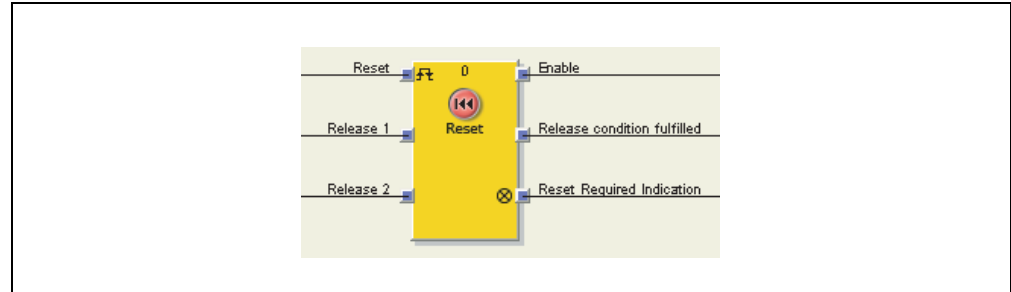 Reset 0 Enable
Release 1 Reset Release condition fulfilled
Release 2 Reset Required Indication